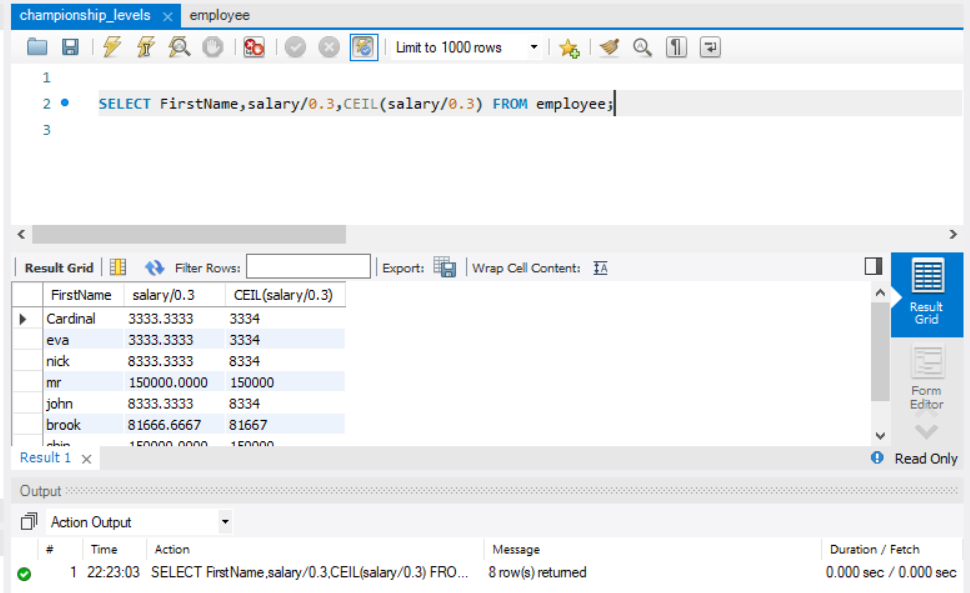 championship_levels × employee
Limit to 1000 rows
1
2 SELECT FirstName,salary/0.3,CEIL(salary/0.3) FROM employee;
3
Result Grid Filter Rows: Export: Wrap Cell Content:
FirstName salary/0.3 CEIL(salary/0.3)
Cardinal 3333.3333 3334
eva 3333.3333 3334
nick 8333.3333 8334
mr 150000.0000 150000
john 8333.3333 8334
brook 81666.6667 81667
150000.0000 150000
Result Grid
Form Editor
Result 1 × Read Only
Output
Action Output
# Time Action Message Duration / Fetch
1 22:23:03 SELECT FirstName,salary/0.3,CEIL(salary/0.3) FRO... 8 row(s) returned 0.000 sec / 0.000 sec